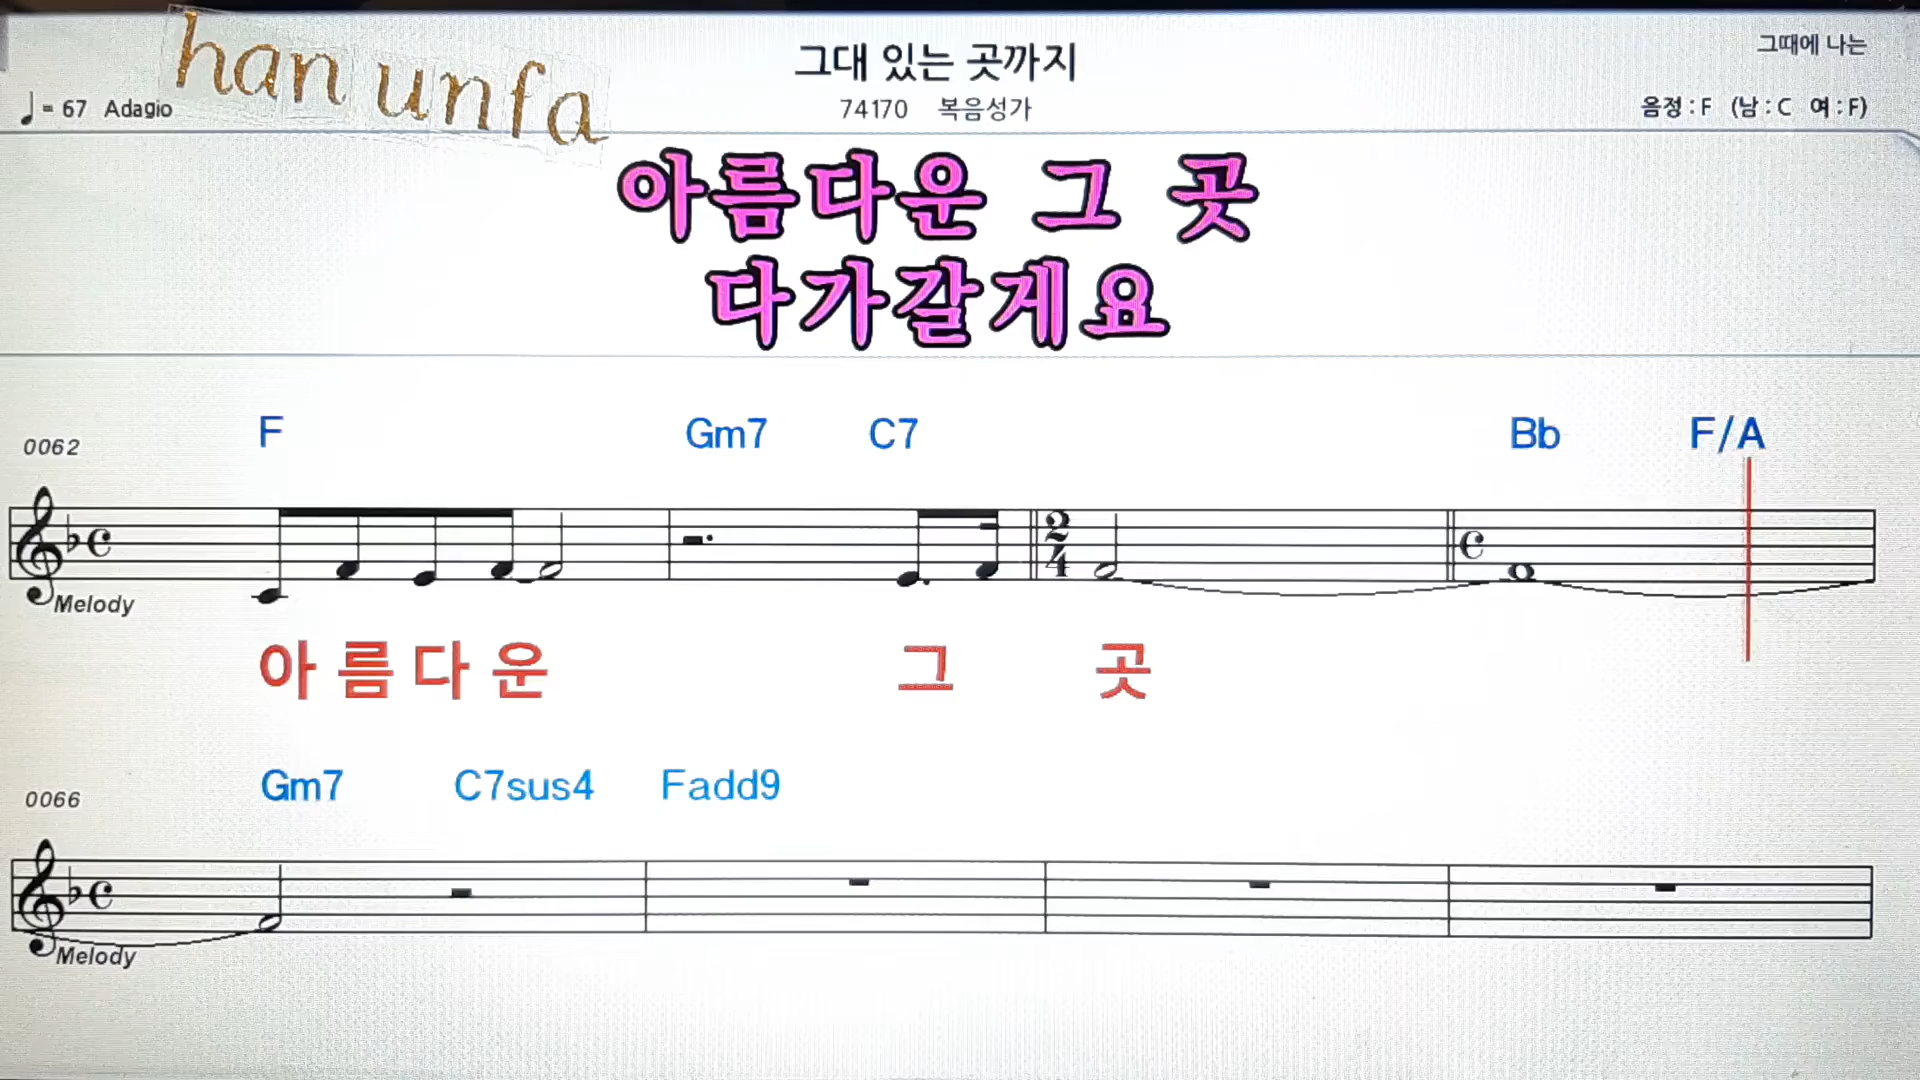 han unfa
그대 있는 곳까지
그때에 나는
♩= 67 Adagio
74170 복음성가
음정 : F (남 : C 여 : F)
아름다운 그 곳
다가갈게요
F Gm7 C7 Bb F/A
0062
2
4
Melody
아 름 다 운 그 곳
Gm7 C7sus4 Fadd9
0066
Melody